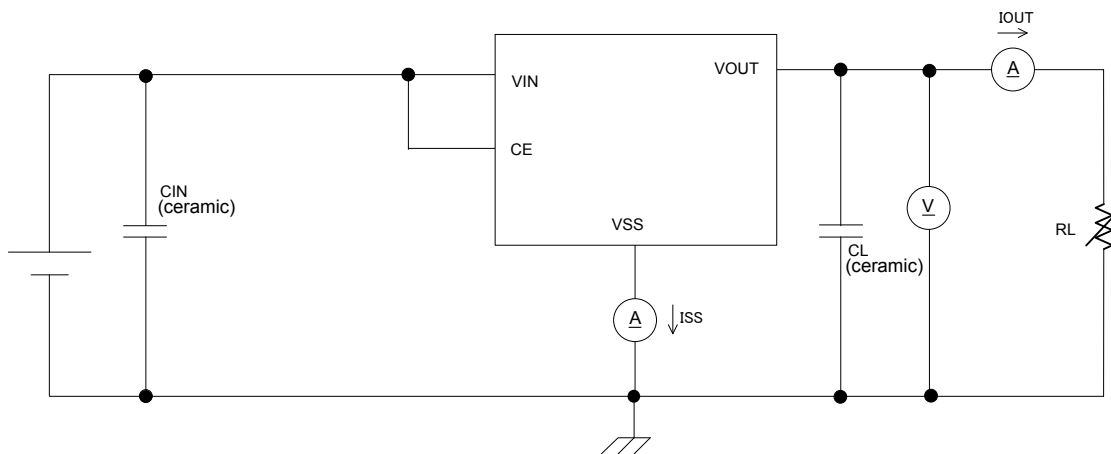 IOUT
A
VIN
VOUT
CE
CIN
(ceramic)
VSS
V
CL
(ceramic)
RL
A
ISS